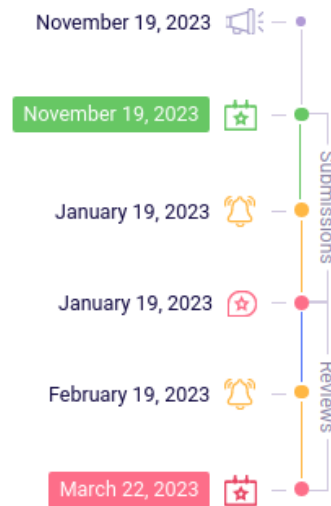 November 19, 2023
November 19, 2023
Submissions
January 19, 2023
January 19, 2023
Reviews
February 19, 2023
March 22, 2023